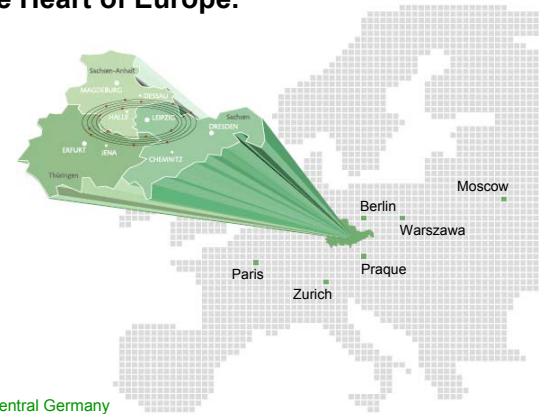 e Heart of Europe.
Sachsen-Anhalt
MAGDEBURG
DESSAU
HALLE
LEIPZIG
Sachsen
DRESDEN
ERFURT
JENA
CHEMNITZ
Thüringen
Moscow
Berlin
Warszawa
Paris
Praque
Zurich
entral Germany